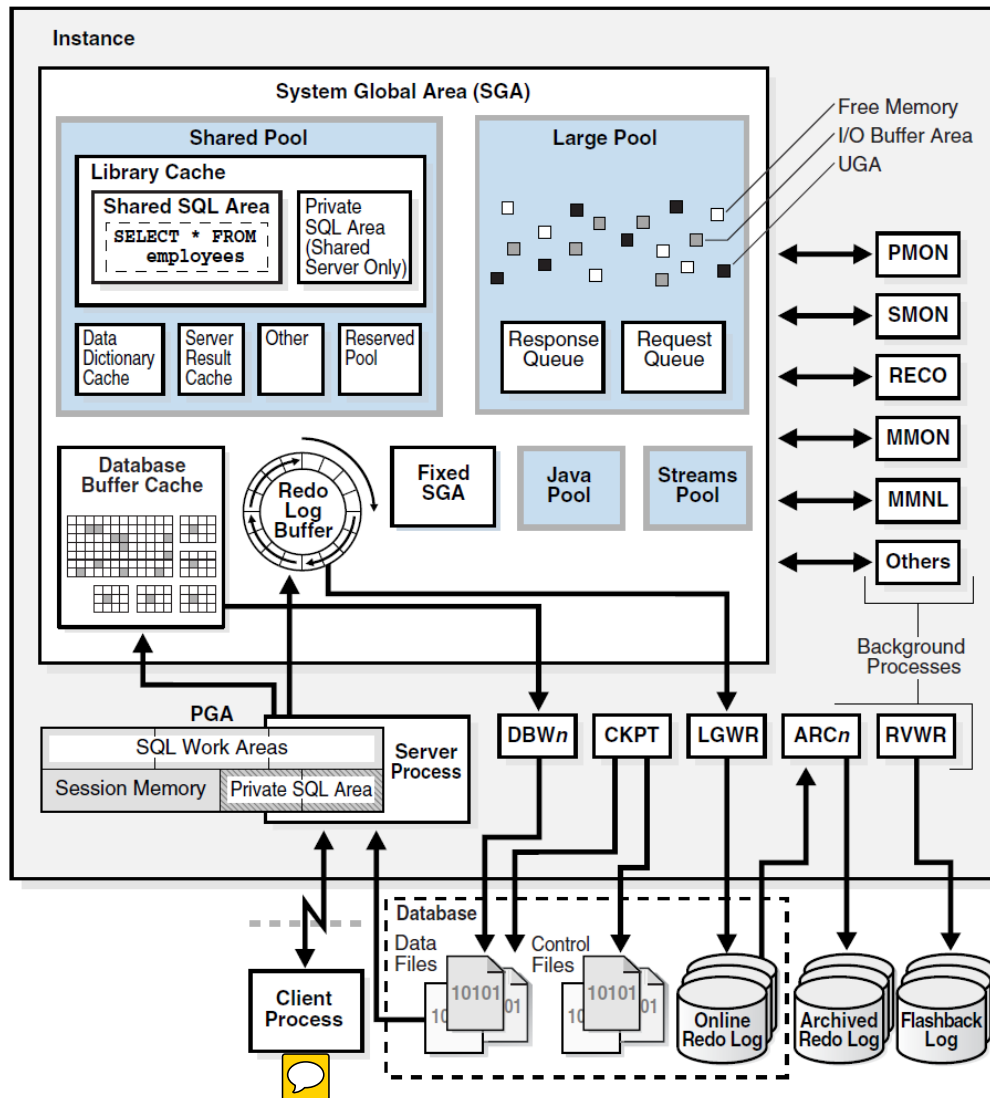 Instance
System Global Area (SGA)
Shared Pool
Library Cache
Shared SQL Area
SELECT * FROM
employees
Private
SQL Area
(Shared
Server Only)
Data
Dictionary
Cache
Server
Result
Cache
Other
Reserved
Pool
Large Pool
Response
Queue
Request
Queue
Free Memory
I/O Buffer Area
UGA
Database
Buffer Cache
Redo
Log
Buffer
Fixed
SGA
Java
Pool
Streams
Pool
PMON
SMON
RECO
MMON
MMNL
Others
Background
Processes
PGA
SQL Work Areas
Session Memory
Private SQL Area
Server
Process
DBWn
CKPT
LGWR
ARCn
RVWR
Client
Process
Database
Data
Files
10
10101
01
Control
Files
10
10101
01
Online
Redo Log
Archived
Redo Log
Flashback
Log